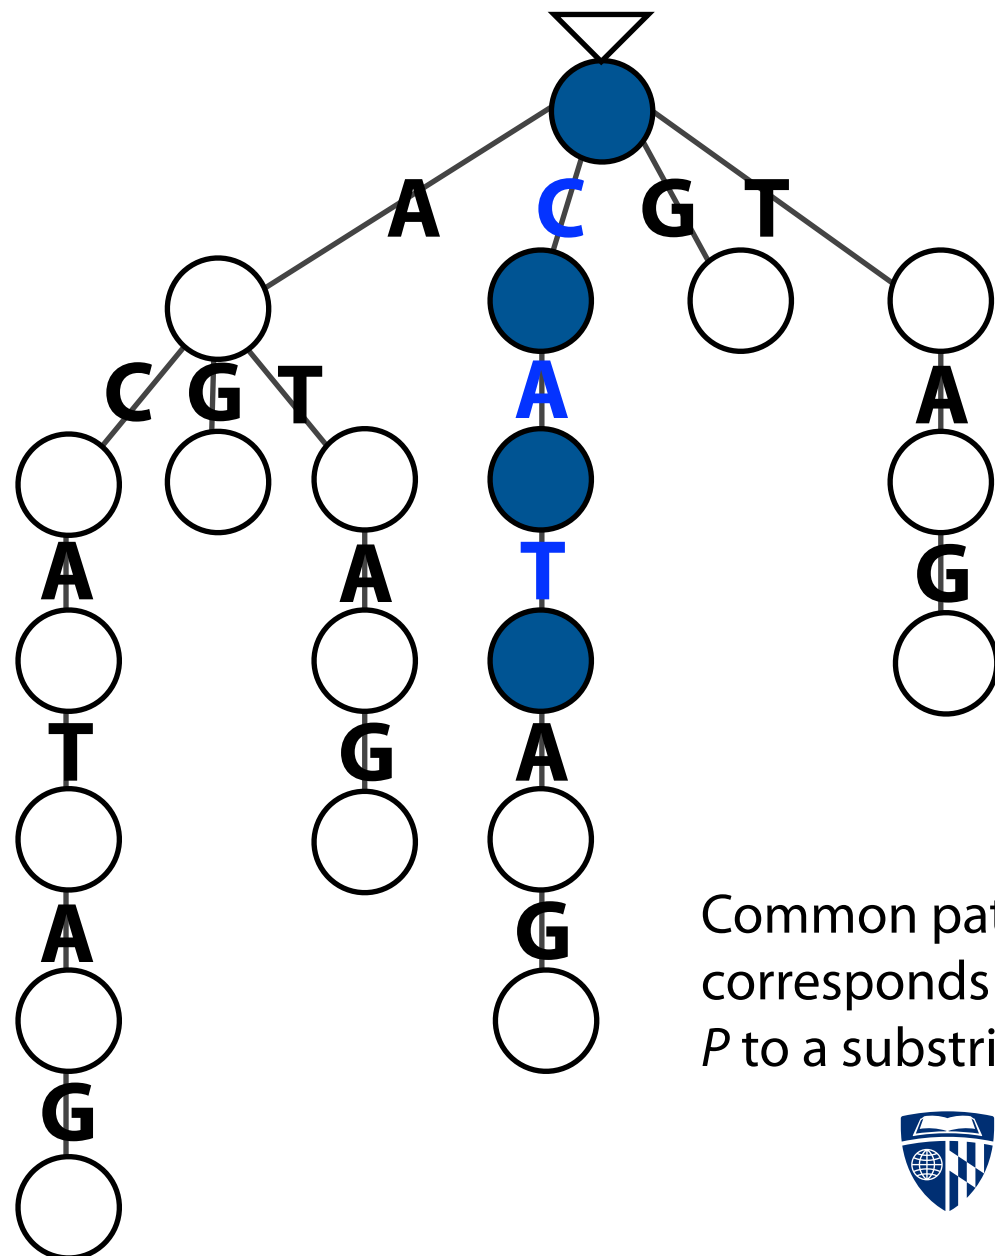 A C G T
C G T A A
A A T G
T G A
A G
G
Common pat
corresponds
P to a substri